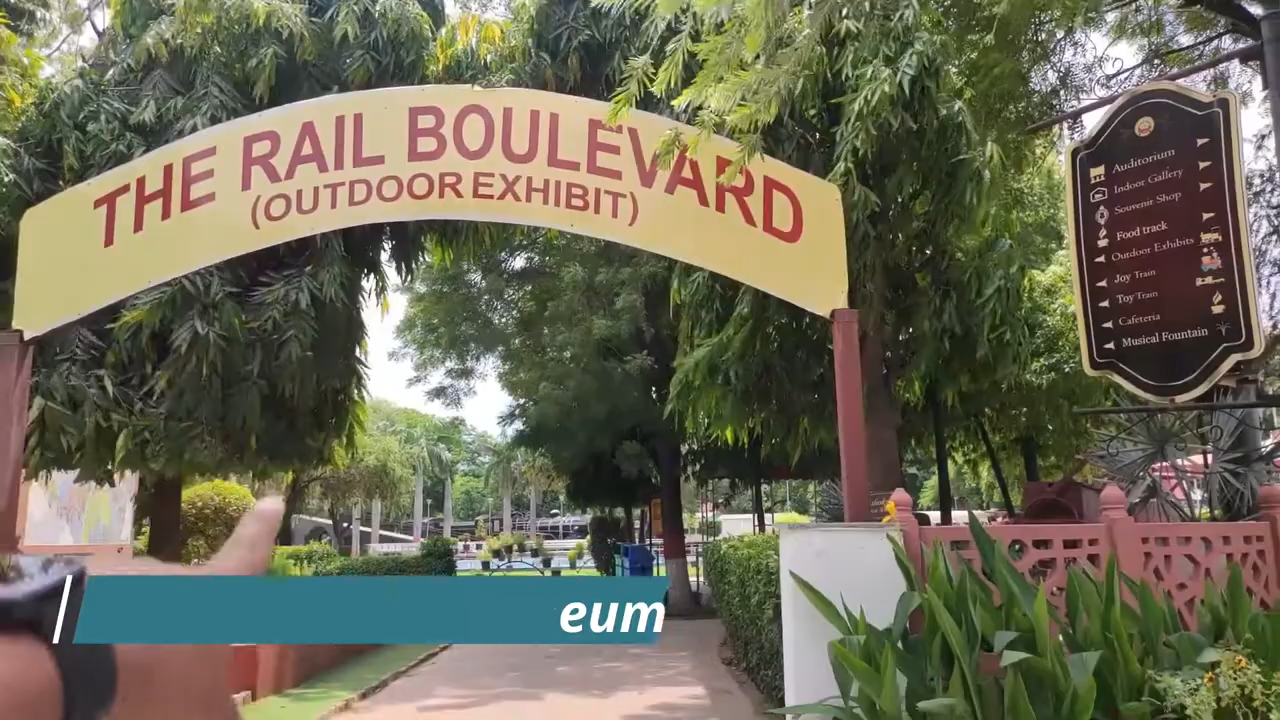 THE RAIL BOULEVARD
(OUTDOOR EXHIBIT)
Auditorium
Indoor Gallery
Souvenir Shop
Food track
Outdoor Exhibits
Joy Train
Toy Train
Cafeteria
Musical Fountain
eum